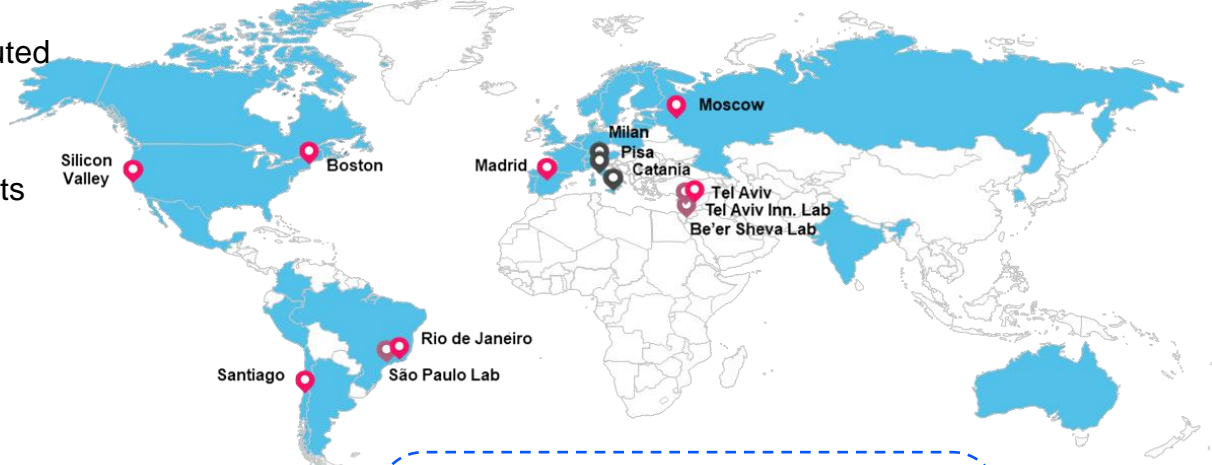 uted
ts
Silicon
Valley
Boston
Madrid
Milan
Pisa
Catania
Moscow
Tel Aviv
Tel Aviv Inn. Lab
Be'er Sheva Lab
Rio de Janeiro
São Paulo Lab
Santiago